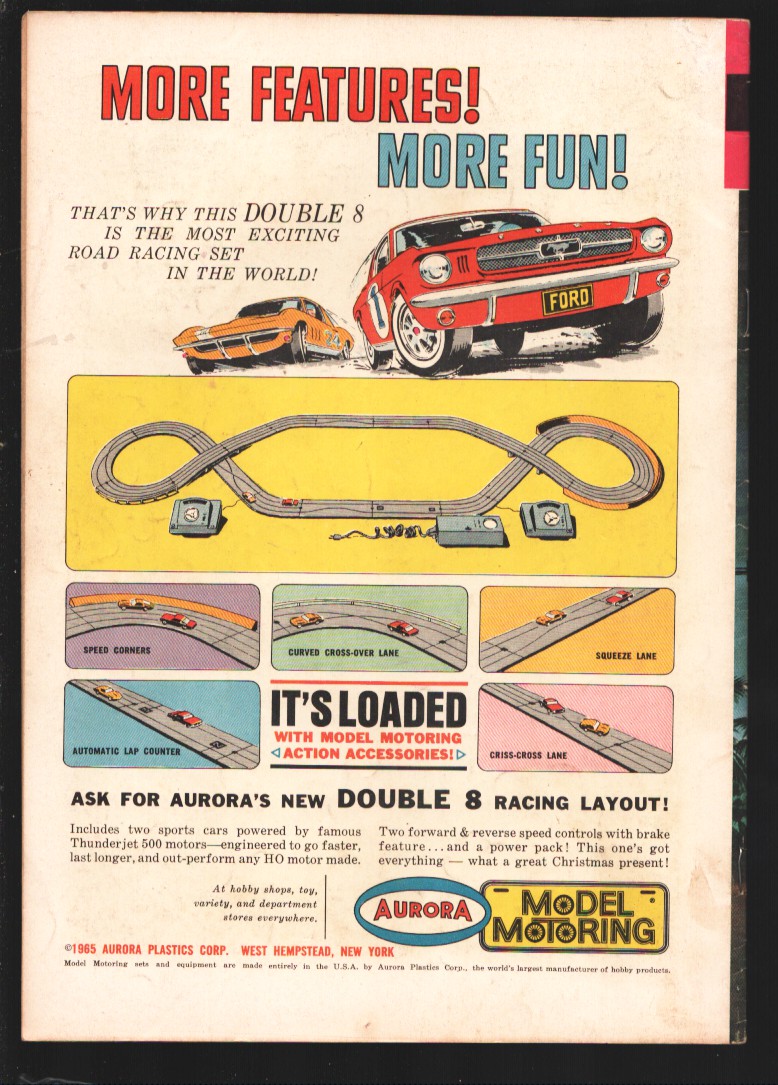 MORE FEATURES!
MORE FUN!
THAT'S WHY THIS DOUBLE 8
IS THE MOST EXCITING
ROAD RACING SET
IN THE WORLD!
1
24
FORD
SPEED CORNERS
CURVED CROSS-OVER LANE
SQUEEZE LANE
AUTOMATIC LAP COUNTER
IT'S LOADED
WITH MODEL MOTORING
ACTION ACCESSORIES!
CRISS-CROSS LANE
ASK FOR AURORA'S NEW DOUBLE 8 RACING LAYOUT!
Includes two sports cars powered by famous
Thunderjet 500 motors—engineered to go faster,
last longer, and out-perform any HO motor made.
Two forward & reverse speed controls with brake
feature...and a power pack! This one's got
everything — what a great Christmas present!
At hobby shops, toy,
variety, and department
stores everywhere.
AURORA
MODEL
MOTORING
©1965 AURORA PLASTICS CORP. WEST HEMPSTEAD, NEW YORK
Model Motoring sets and equipment are made entirely in the U.S.A. by Aurora Plastics Corp., the world's largest manufacturer of hobby products.